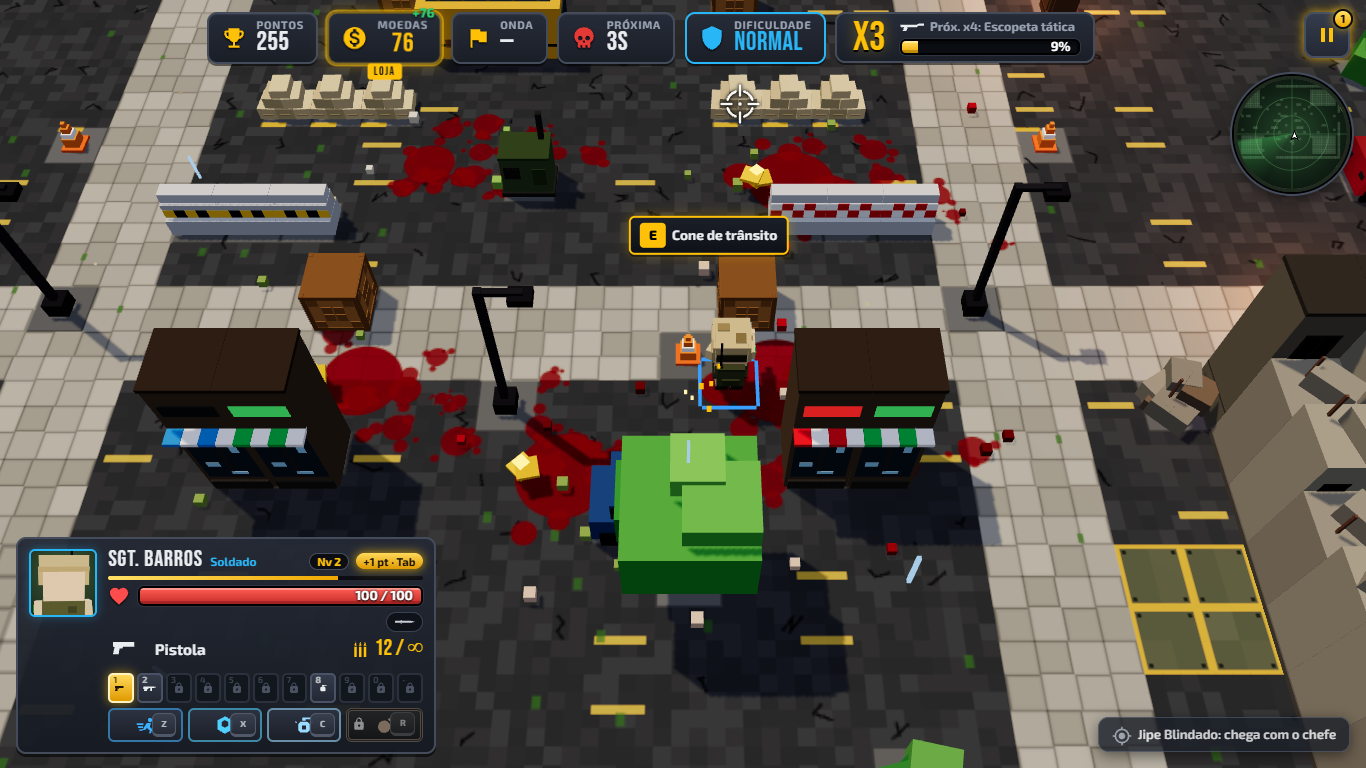 +76
PONTOS
255
MOEDAS
76
LOJA
ONDA
–
PRÓXIMA
3S
DIFICULDADE
NORMAL
X3
Próx. x4: Escopeta tática
9%
1
E Cone de trânsito
SGT. BARROS Soldado
Nv 2
+1 pt · Tab
100 / 100
Pistola
12 / ∞
1 2 3 4 5 6 7 8 9 0
Z X C R
Jipe Blindado: chega com o chefe